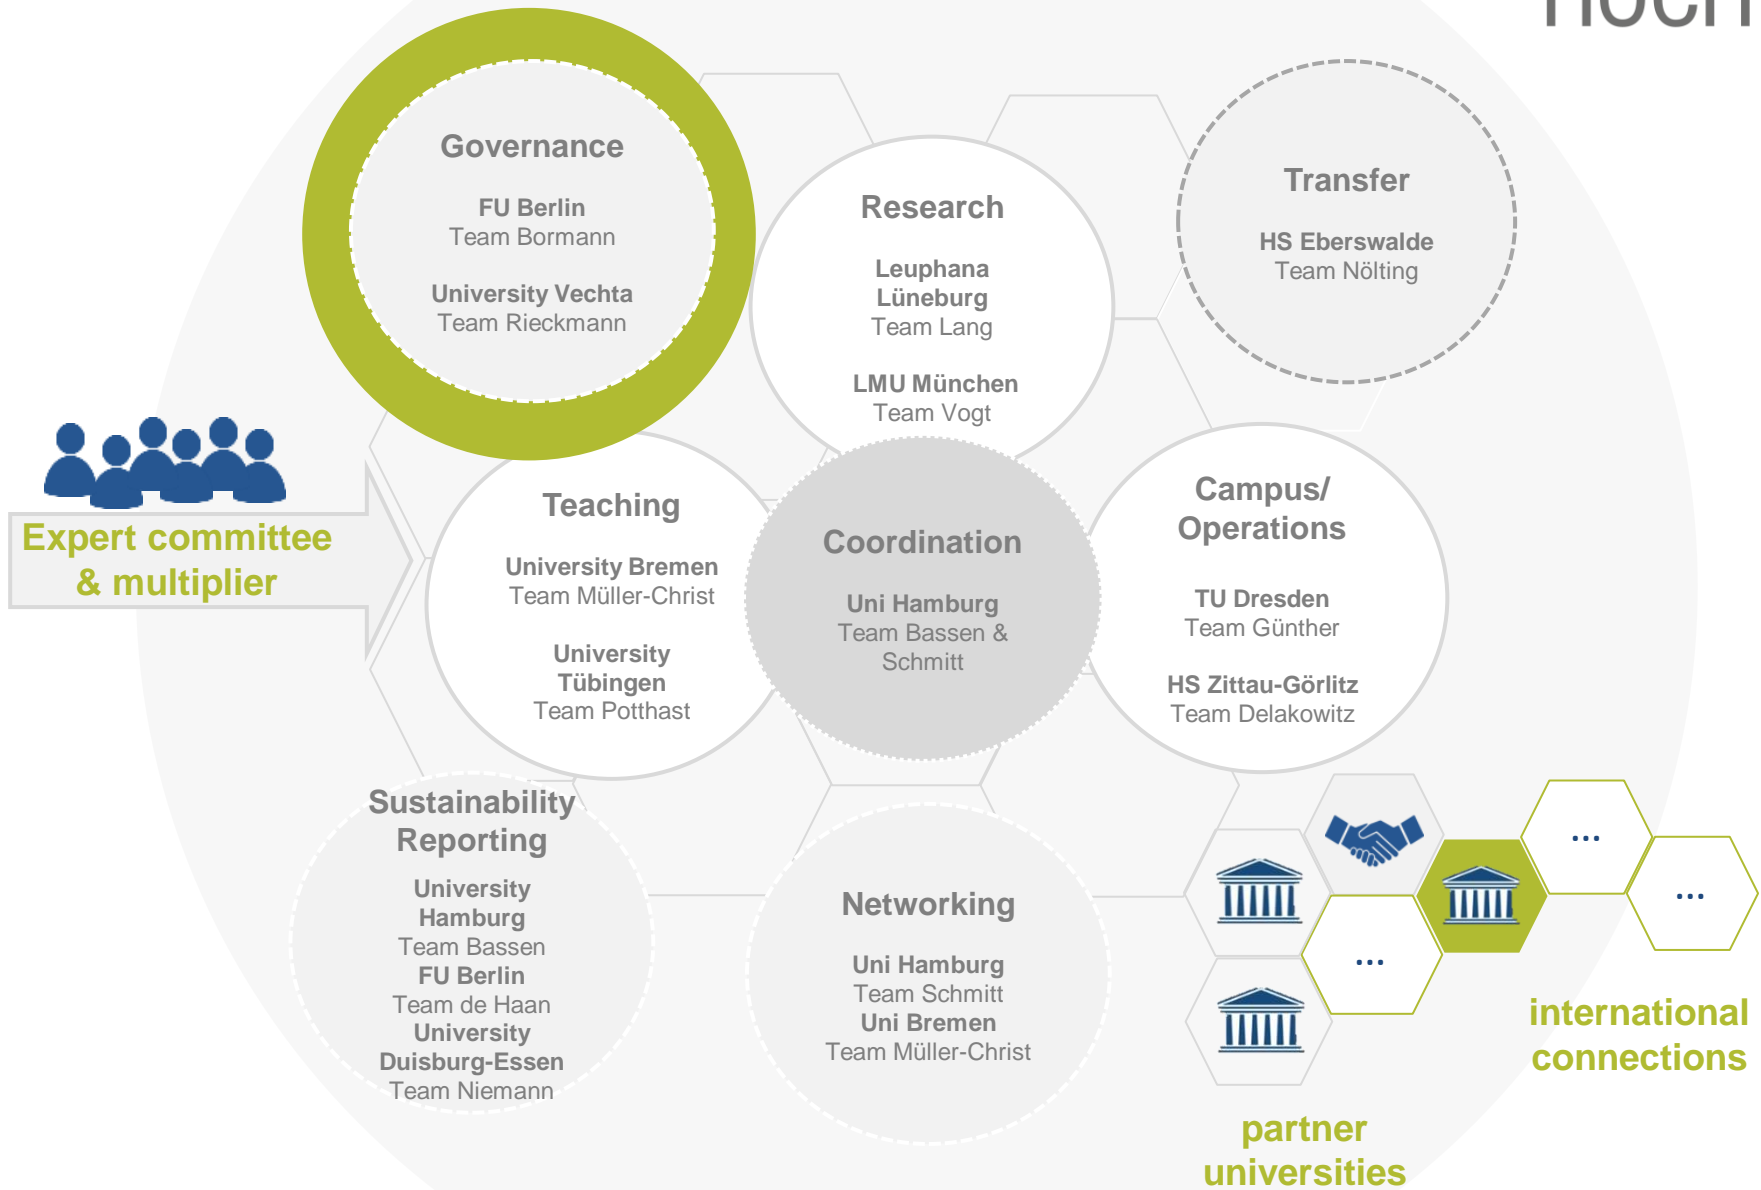 Governance
FU Berlin
Team Bormann
University Vechta
Team Rieckmann
Research
Leuphana
Lüneburg
Team Lang
LMU München
Team Vogt
Transfer
HS Eberswalde
Team Nölting
Expert committee
& multiplier
Teaching
University Bremen
Team Müller-Christ
University
Tübingen
Team Potthast
Coordination
Uni Hamburg
Team Bassen &
Schmitt
Campus/
Operations
TU Dresden
Team Günther
HS Zittau-Görlitz
Team Delakowitz
Sustainability
Reporting
University
Hamburg
Team Bassen
FU Berlin
Team de Haan
University
Duisburg-Essen
Team Niemann
Networking
Uni Hamburg
Team Schmitt
Uni Bremen
Team Müller-Christ
...
...
...
international
connections
partner
universities